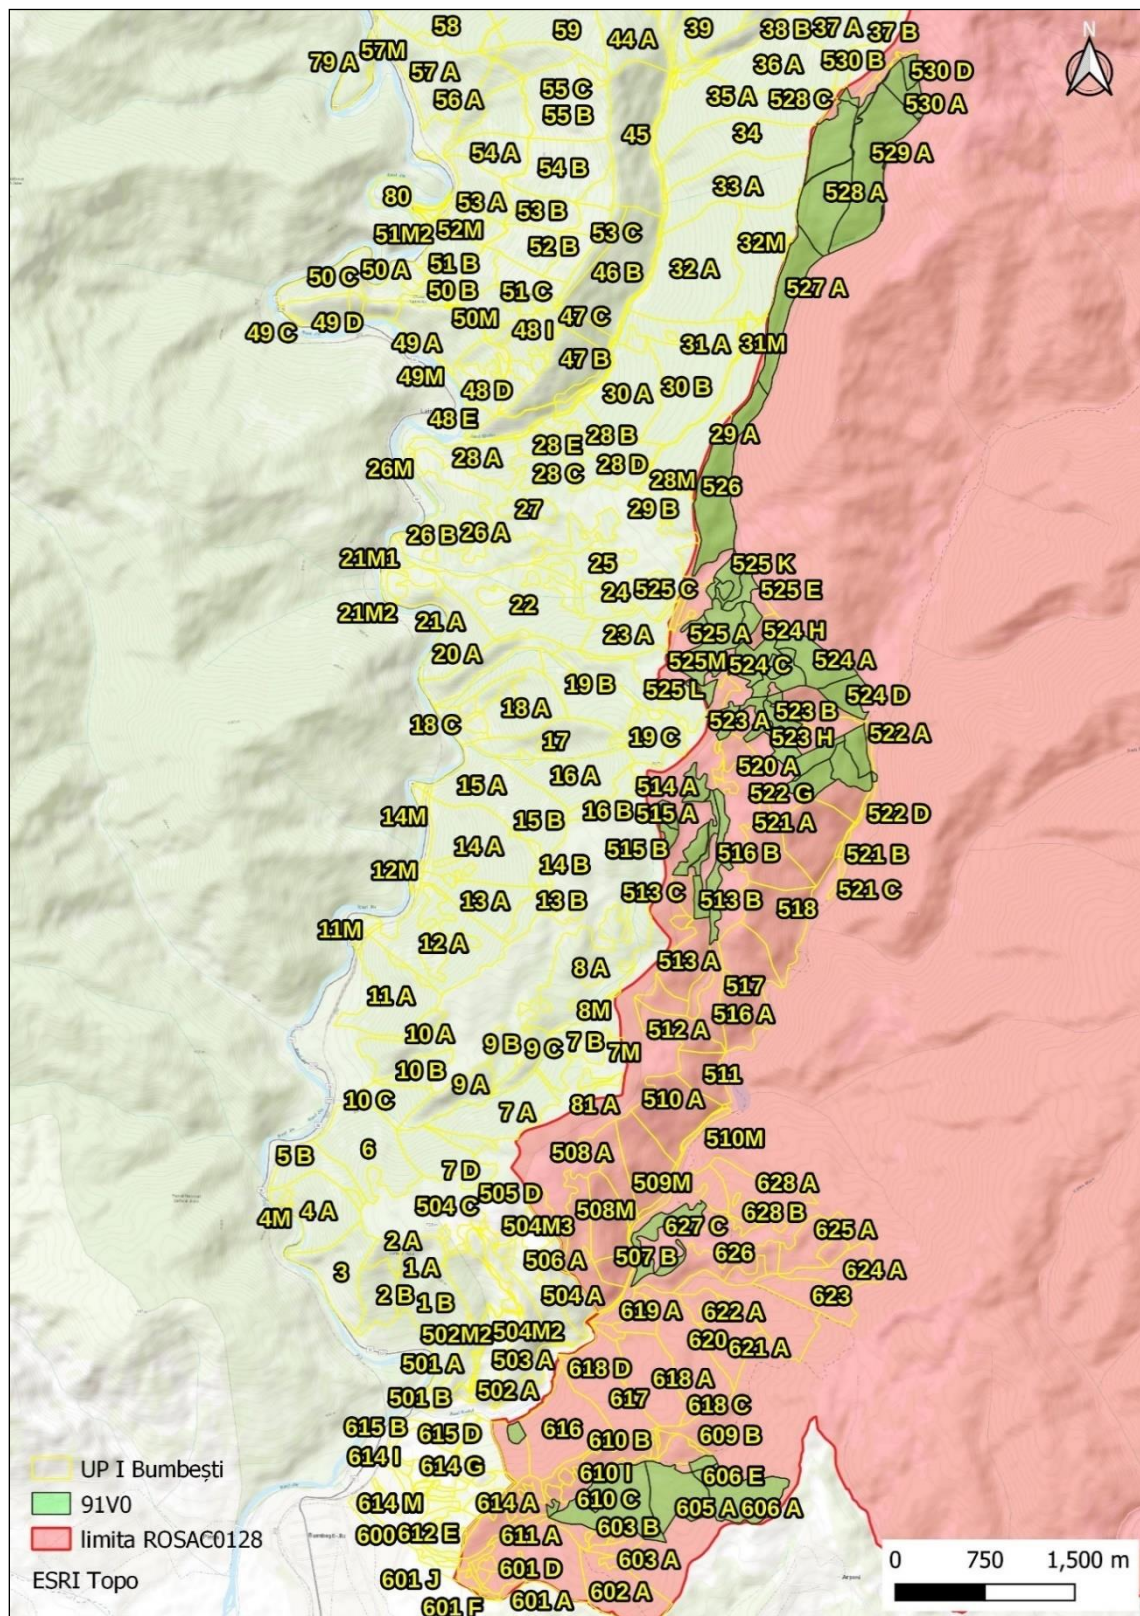 58
59
39
38 B
37 A
37 B
44 A
57M
79 A
57 A
36 A
530 B
530 D
56 A
55 C
35 A
528 C
530 A
55 B
45
34
54 A
54 B
529 A
80
53 A
53 B
33 A
528 A
51M2
52M
52 B
53 C
32M
50 C
50 A
51 B
46 B
32 A
50 B
51 C
527 A
49 C
49 D
50M
48 I
47 C
49 A
31 A
31M
47 B
49M
48 D
30 A
30 B
48 E
28 E
28 B
29 A
26M
28 A
28 C
28 D
28M
526
27
29 B
26 B
26 A
21M1
25
525 K
24
525 C
525 E
21M2
22
21 A
23 A
525 A
524 H
20 A
525M
524 C
524 A
19 B
525 L
524 D
18 A
523 A
523 B
18 C
17
19 C
523 H
522 A
16 A
520 A
15 A
514 A
522 G
14M
15 B
16 B
515 A
521 A
522 D
14 A
515 B
516 B
521 B
12M
14 B
513 C
521 C
13 A
13 B
513 B
518
11M
12 A
8 A
513 A
11 A
517
8M
516 A
10 A
9 B
9 C
7 B
7M
512 A
10 B
9 A
511
10 C
7 A
81 A
510 A
5 B
6
508 A
510M
7 D
509M
628 A
4M
4 A
504 C
505 D
508M
628 B
504M3
627 C
625 A
2 A
3
1 A
506 A
507 B
626
624 A
2 B
1 B
504 A
619 A
622 A
623
502M2
504M2
620
621 A
501 A
503 A
618 D
618 A
501 B
502 A
617
618 C
615 B
615 D
616
610 B
609 B
614 I
614 G
610 I
606 E
614 M
614 A
610 C
605 A
606 A
600
612 E
611 A
603 B
601 J
601 D
603 A
601 F
601 A
602 A
N
UP I Bumbești
91V0
limita ROSAC0128
ESRI Topo
0 750 1,500 m